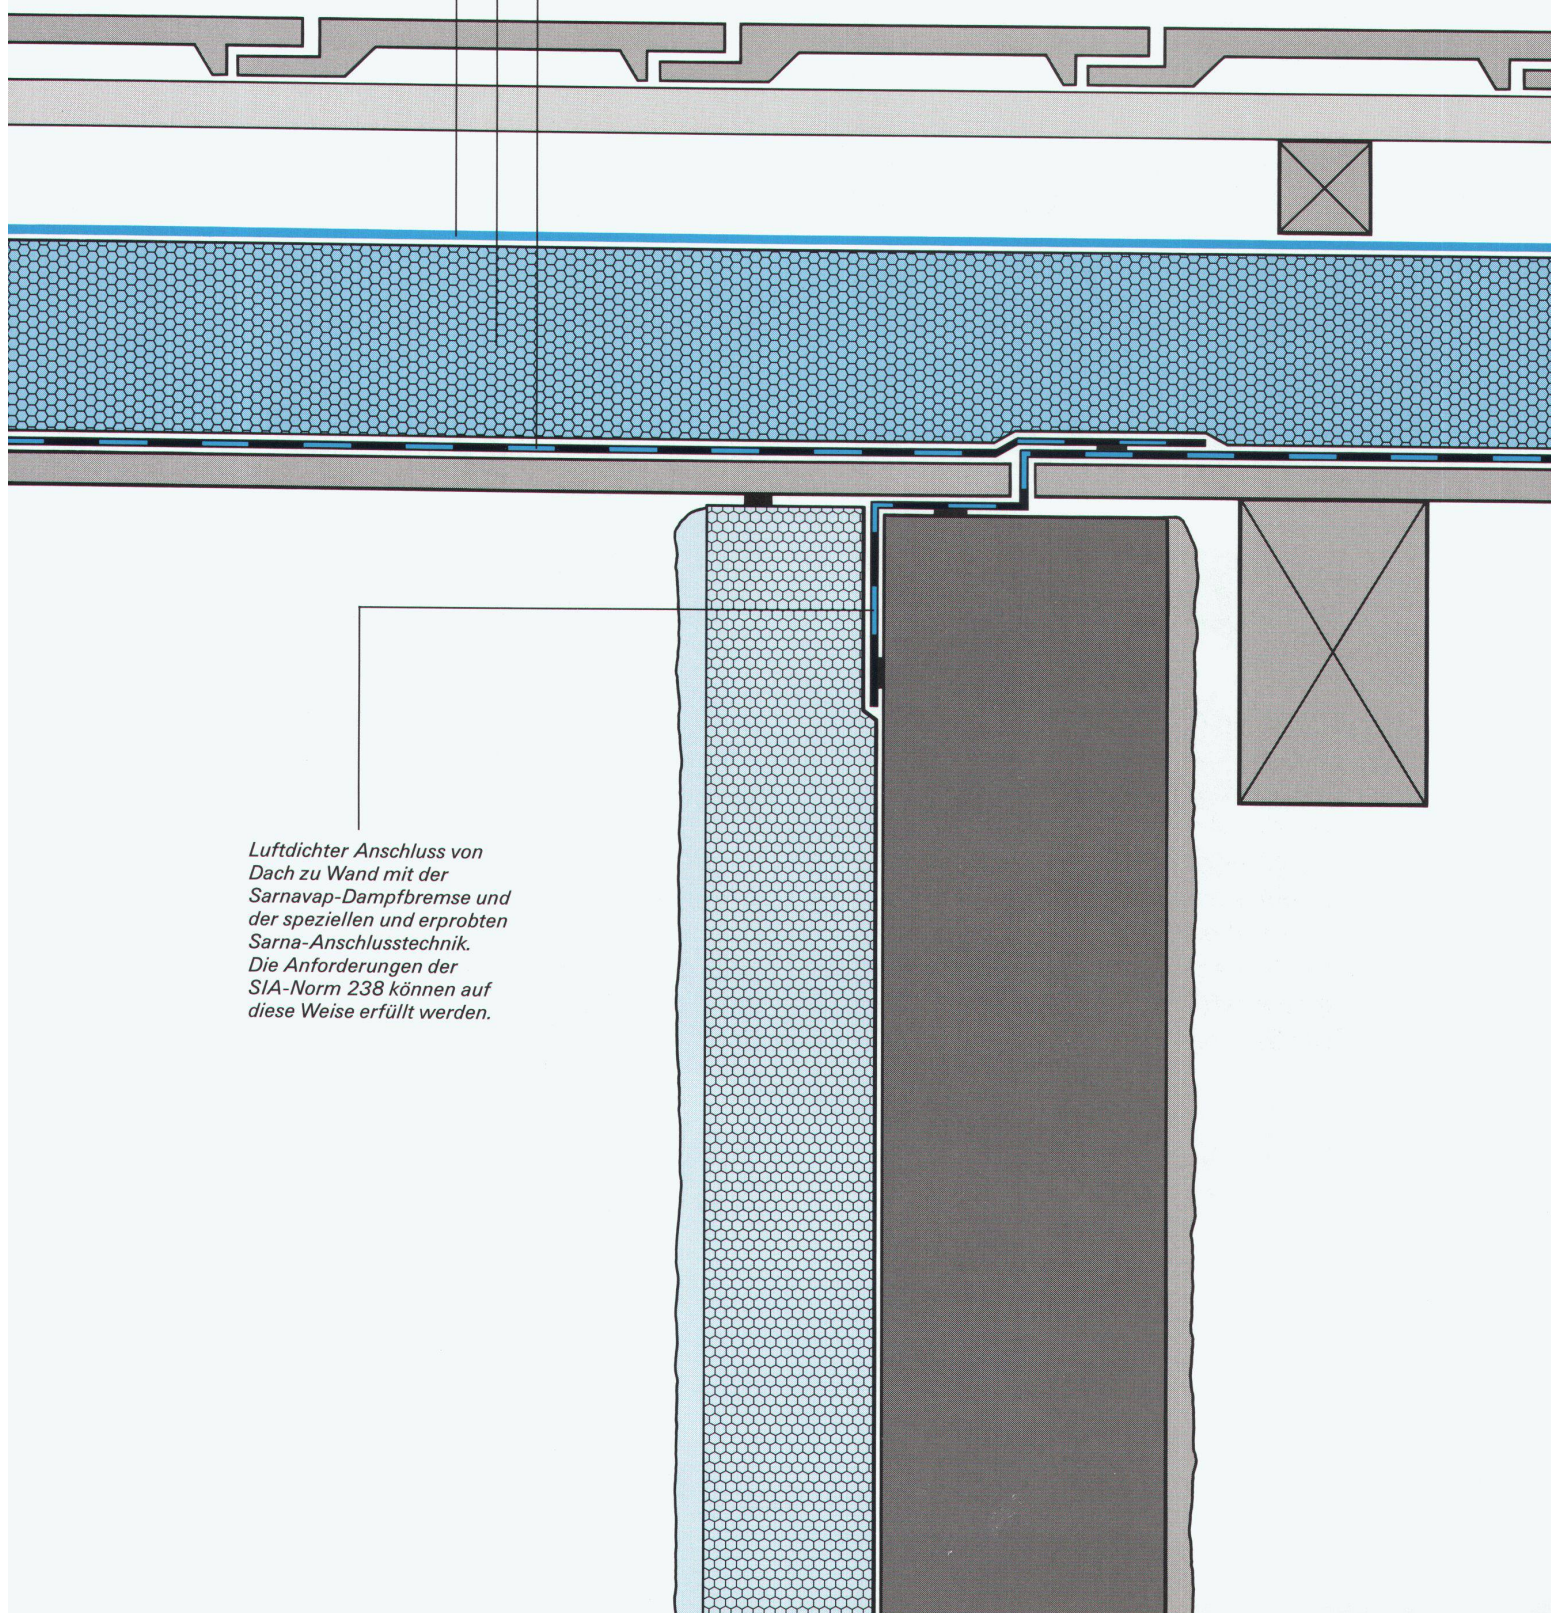 Luftdichter Anschluss von
Dach zu Wand mit der
Sarnavap-Dampfbremse und
der speziellen und erprobten
Sarna-Anschlusstechnik.
Die Anforderungen der
SIA-Norm 238 können auf
diese Weise erfüllt werden.